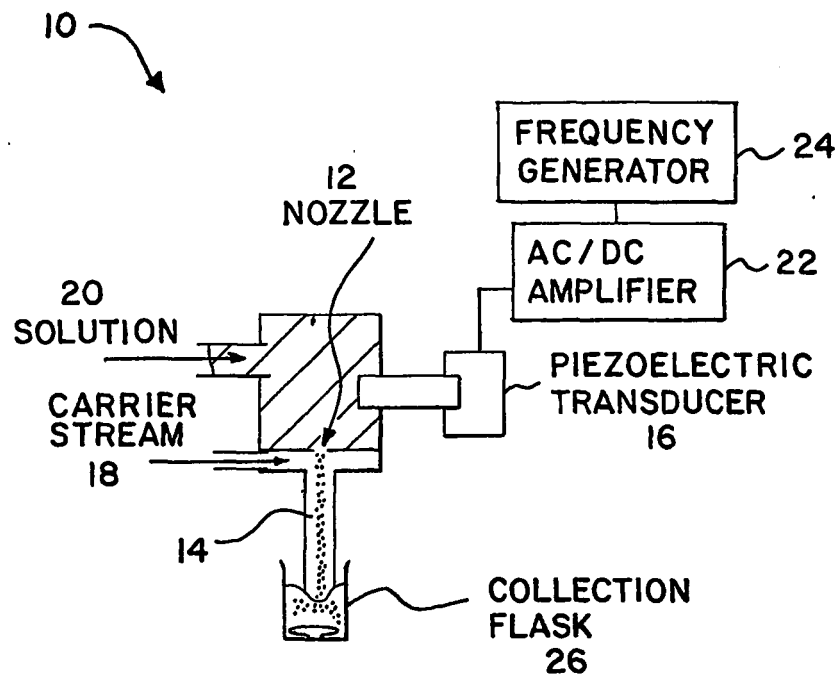 10
FREQUENCY
GENERATOR
24
12
NOZZLE
AC/DC
AMPLIFIER
22
20
SOLUTION
PIEZOELECTRIC
TRANSDUCER
16
CARRIER
STREAM
18
14
COLLECTION
FLASK
26